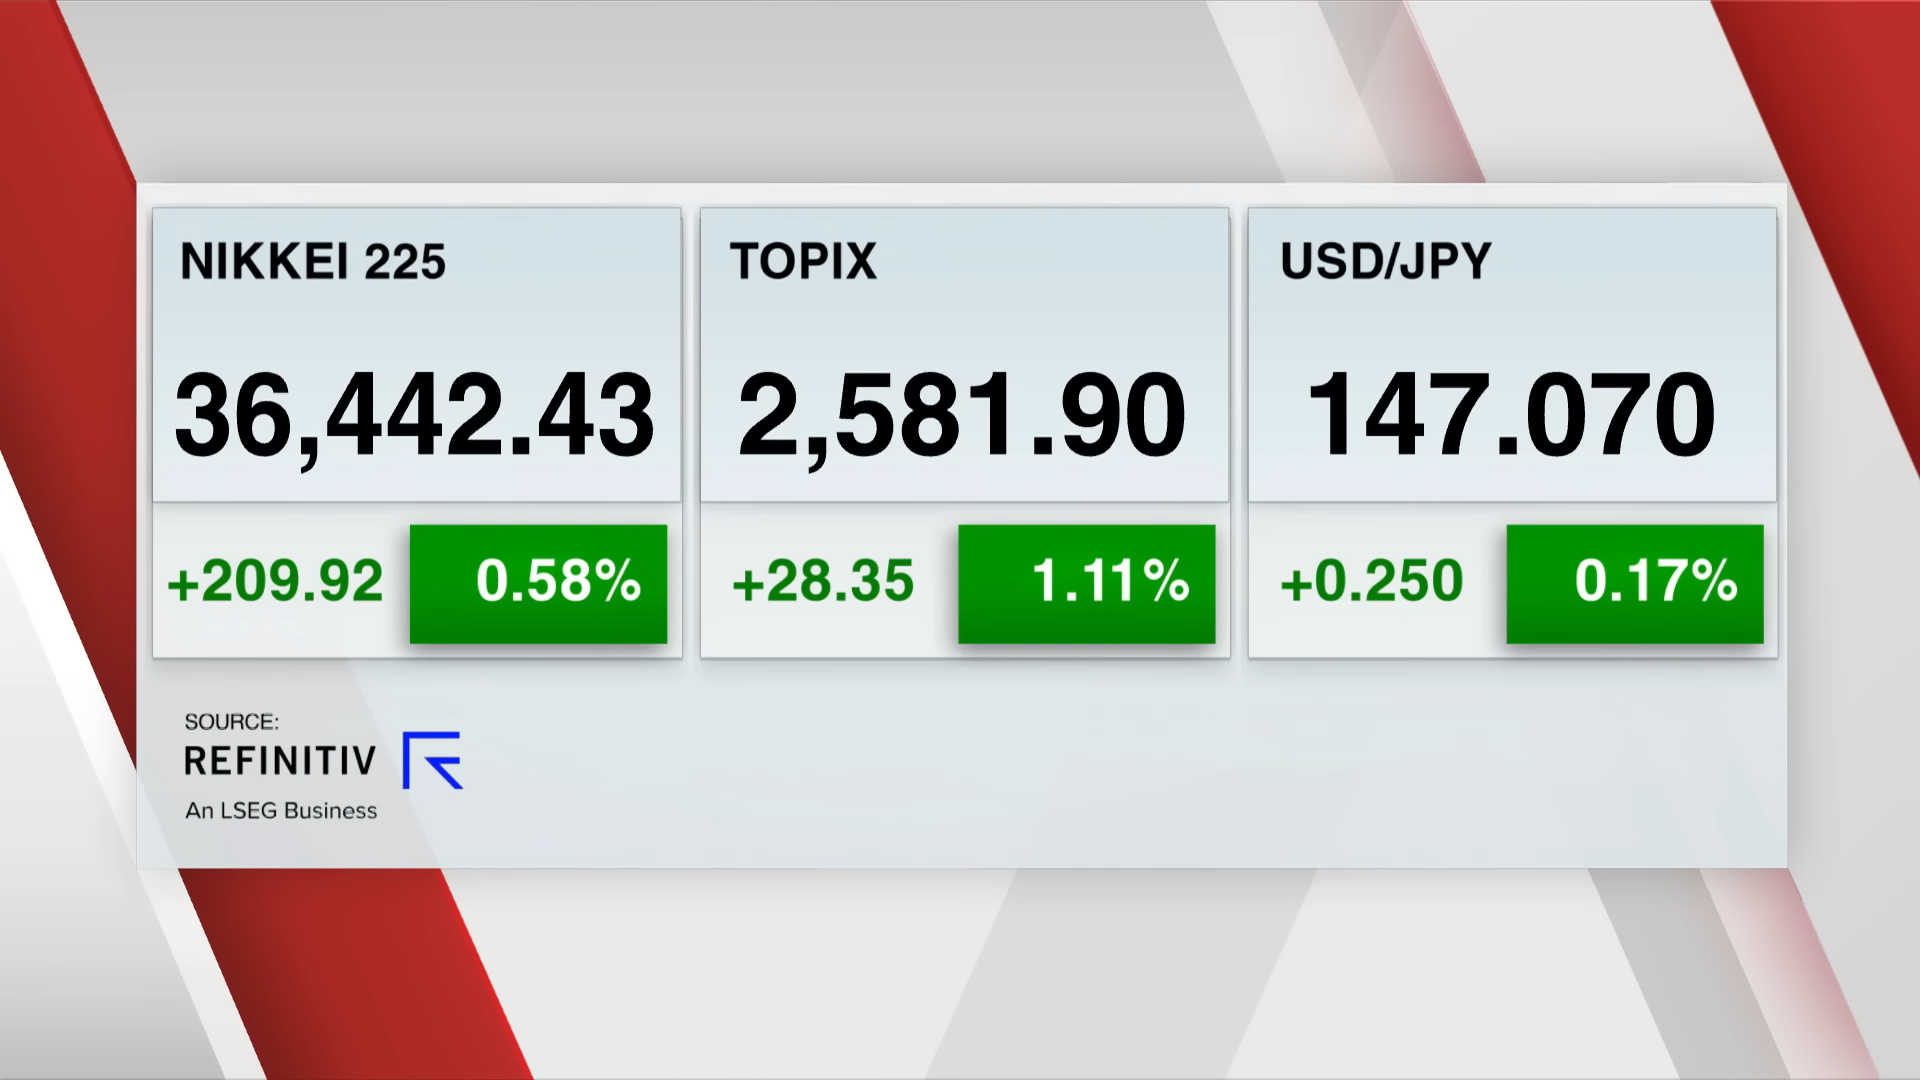 NIKKEI 225
36,442.43
+209.92 0.58%
TOPIX
2,581.90
+28.35 1.11%
USD/JPY
147.070
+0.250 0.17%
SOURCE:
REFINITIV
An LSEG Business